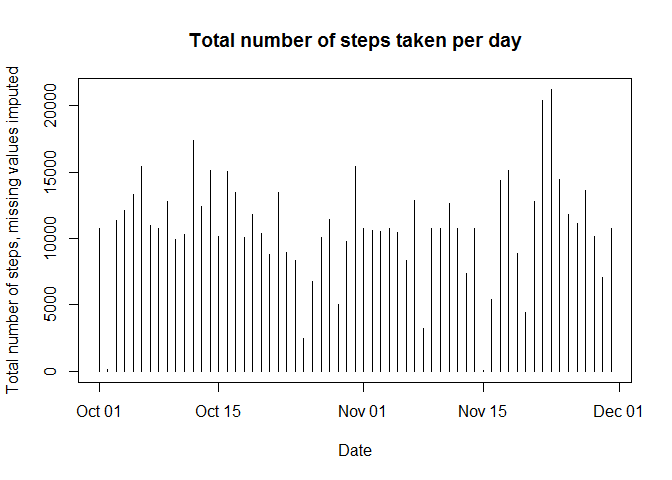 Total number of steps taken per day
Total number of steps, missing values imputed
20000
15000
10000
5000
0
Oct 01 Oct 15 Nov 01 Nov 15 Dec 01
Date